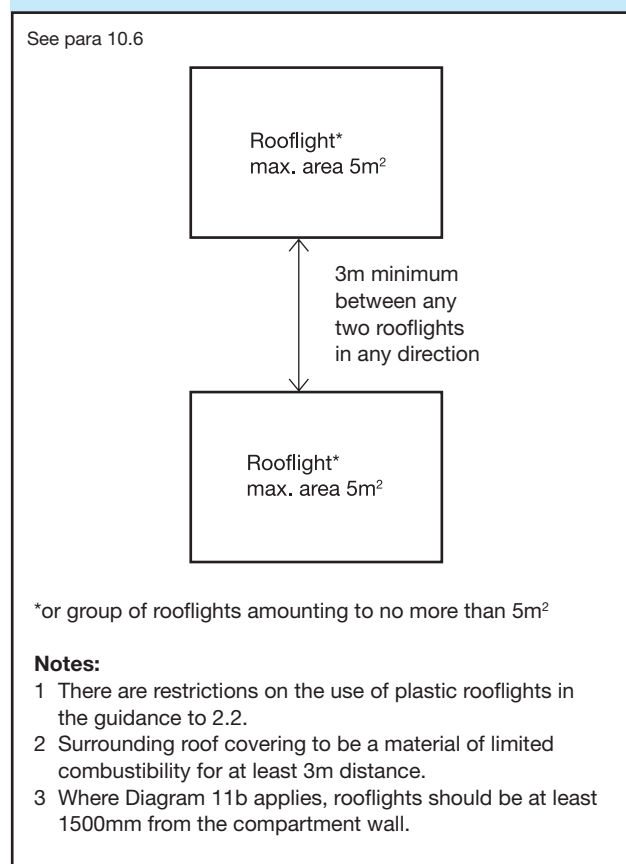 See para 10.6
Rooflight*
max. area 5m²
3m minimum
between any
two rooflights
in any direction
Rooflight*
max. area 5m²
*or group of rooflights amounting to no more than 5m²
Notes:
1 There are restrictions on the use of plastic rooflights in
the guidance to 2.2.
2 Surrounding roof covering to be a material of limited
combustibility for at least 3m distance.
3 Where Diagram 11b applies, rooflights should be at least
1500mm from the compartment wall.